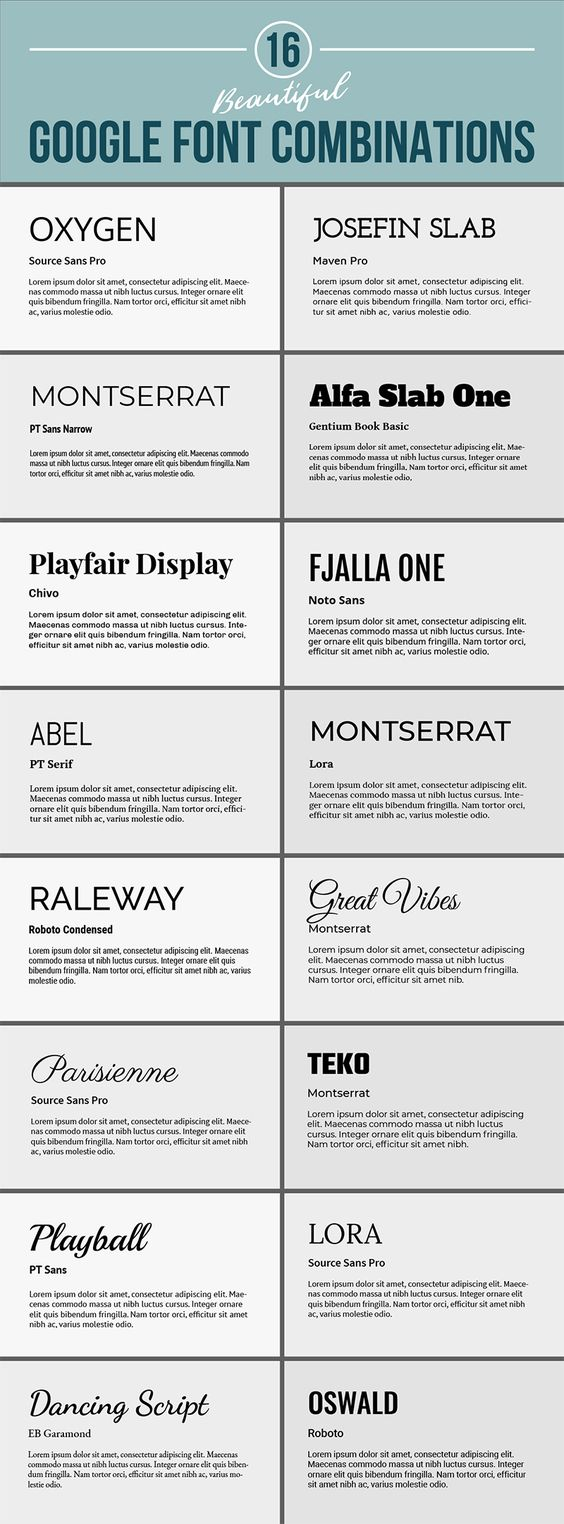 16
Beautiful
GOOGLE FONT COMBINATIONS
OXYGEN
Source Sans Pro
Lorem ipsum dolor sit amet, consectetur adipiscing elit. Maece-
nas commodo massa ut nibh luctus cursus. Integer ornare elit
quis bibendum fringilla. Nam tortor orci, efficitur sit amet nibh
ac, varius molestie odio.
JOSEFIN SLAB
Maven Pro
Lorem ipsum dolor sit amet, consectetur adipiscing elit.
Maecenas commodo massa ut nibh luctus cursus. Integer
ornare elit quis bibendum fringilla. Nam tortor orci, effici-
tur sit amet nibh ac, varius molestie odio.
MONTSERRAT
PT Sans Narrow
Lorem ipsum dolor sit amet, consectetur adipiscing elit. Maecenas commodo
massa ut nibh luctus cursus. Integer ornare elit quis bibendum fringilla. Nam
tortor orci, efficitur sit amet nibh ac, varius molestie odio.
Alfa Slab One
Gentium Book Basic
Lorem ipsum dolor sit amet, consectetur adipiscing elit. Mae-
cenas commodo massa ut nibh luctus cursus. Integer ornare
elit quis bibendum fringilla. Nam tortor orci, efficitur sit amet
nibh ac, varius molestie odio.
Playfair Display
Chivo
Lorem ipsum dolor sit amet, consectetur adipiscing elit.
Maecenas commodo massa ut nibh luctus cursus. Inte-
ger ornare elit quis bibendum fringilla. Nam tortor orci,
efficitur sit amet nibh ac, varius molestie odio.
FJALLA ONE
Noto Sans
Lorem ipsum dolor sit amet, consectetur adipiscing elit.
Maecenas commodo massa ut nibh luctus cursus. Inte-
ger ornare elit quis bibendum fringilla. Nam tortor orci,
efficitur sit amet nibh ac, varius molestie odio.
ABEL
PT Serif
Lorem ipsum dolor sit amet, consectetur adipiscing elit.
Maecenas commodo massa ut nibh luctus cursus. Integer
ornare elit quis bibendum fringilla. Nam tortor orci, effici-
tur sit amet nibh ac, varius molestie odio.
MONTSERRAT
Lora
Lorem ipsum dolor sit amet, consectetur adipiscing elit.
Maecenas commodo massa ut nibh luctus cursus. Inte-
ger ornare elit quis bibendum fringilla. Nam tortor orci,
efficitur sit amet nibh ac, varius molestie odio.
RALEWAY
Roboto Condensed
Lorem ipsum dolor sit amet, consectetur adipiscing elit. Maecenas
commodo massa ut nibh luctus cursus. Integer ornare elit quis
bibendum fringilla. Nam tortor orci, efficitur sit amet nibh ac, varius
molestie odio.
Great Vibes
Montserrat
Lorem ipsum dolor sit amet, consectetur adipiscing
elit. Maecenas commodo massa ut nibh luctus
cursus. Integer ornare elit quis bibendum fringilla.
Nam tortor orci, efficitur sit amet nib.
Parisienne
Source Sans Pro
Lorem ipsum dolor sit amet, consectetur adipiscing elit. Maece-
nas commodo massa ut nibh luctus cursus. Integer ornare elit
quis bibendum fringilla. Nam tortor orci, efficitur sit amet nibh
ac, varius molestie odio.
TEKO
Montserrat
Lorem ipsum dolor sit amet, consectetur adipiscing
elit. Maecenas commodo massa ut nibh luctus
cursus. Integer ornare elit quis bibendum fringilla.
Nam tortor orci, efficitur sit amet nibh.
Playball
PT Sans
Lorem ipsum dolor sit amet, consectetur adipiscing elit. Mae-
cenas commodo massa ut nibh luctus cursus. Integer ornare
elit quis bibendum fringilla. Nam tortor orci, efficitur sit amet
nibh ac, varius molestie odio.
LORA
Source Sans Pro
Lorem ipsum dolor sit amet, consectetur adipiscing elit. Maece-
nas commodo massa ut nibh luctus cursus. Integer ornare elit
quis bibendum fringilla. Nam tortor orci, efficitur sit amet nibh
ac, varius molestie odio.
Dancing Script
EB Garamond
Lorem ipsum dolor sit amet, consectetur adipiscing elit. Maecenas
commodo massa ut nibh luctus cursus. Integer ornare elit quis biben-
dum fringilla. Nam tortor orci, efficitur sit amet nibh ac, varius mo-
lestie odio.
OSWALD
Roboto
Lorem ipsum dolor sit amet, consectetur adipiscing elit.
Maecenas commodo massa ut nibh luctus cursus. Integer
ornare elit quis bibendum fringilla. Nam tortor orci, efficitur
sit amet nibh ac, varius molestie odio.